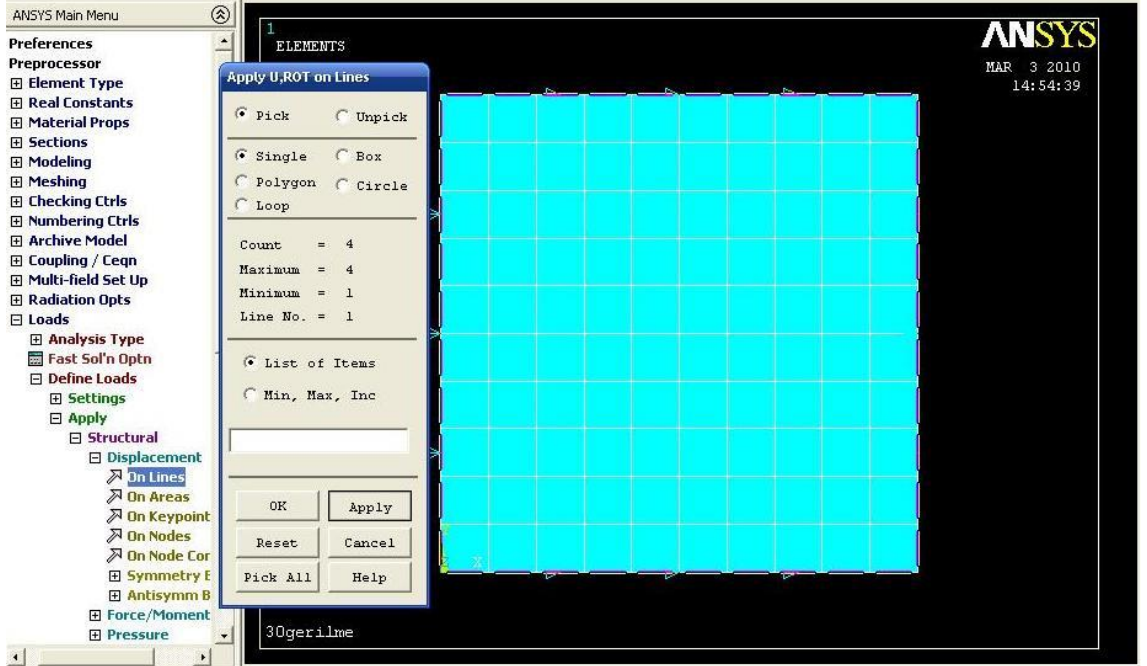 ANSYS Main Menu
Preferences
Preprocessor
Element Type
Real Constants
Material Props
Sections
Modeling
Meshing
Checking Ctrls
Numbering Ctrls
Archive Model
Coupling / Ceqn
Multi-field Set Up
Radiation Opts
Loads
Analysis Type
Fast Sol'n Optn
Define Loads
Settings
Apply
Structural
Displacement
On Lines
On Areas
On Keypoint
On Nodes
On Node Cor
Symmetry B
Antisymm B
Force/Moment
Pressure
Apply U,ROT on Lines
Pick Unpick
Single Box
Polygon Circle
Loop
Count = 4
Maximum = 4
Minimum = 1
Line No. = 1
List of Items
Min, Max, Inc
OK Apply
Reset Cancel
Pick All Help
1
ELEMENTS
ANSYS
MAR 3 2010
14:54:39
X
30gerilme